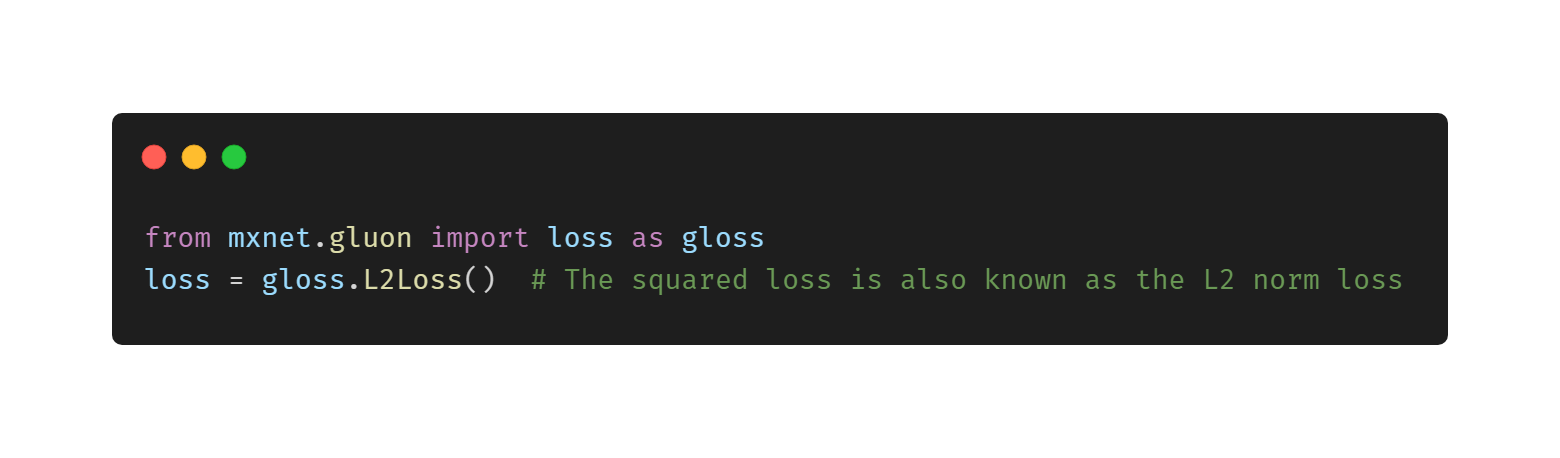 from mxnet.gluon import loss as gloss
loss = gloss.L2Loss()  # The squared loss is also known as the L2 norm loss